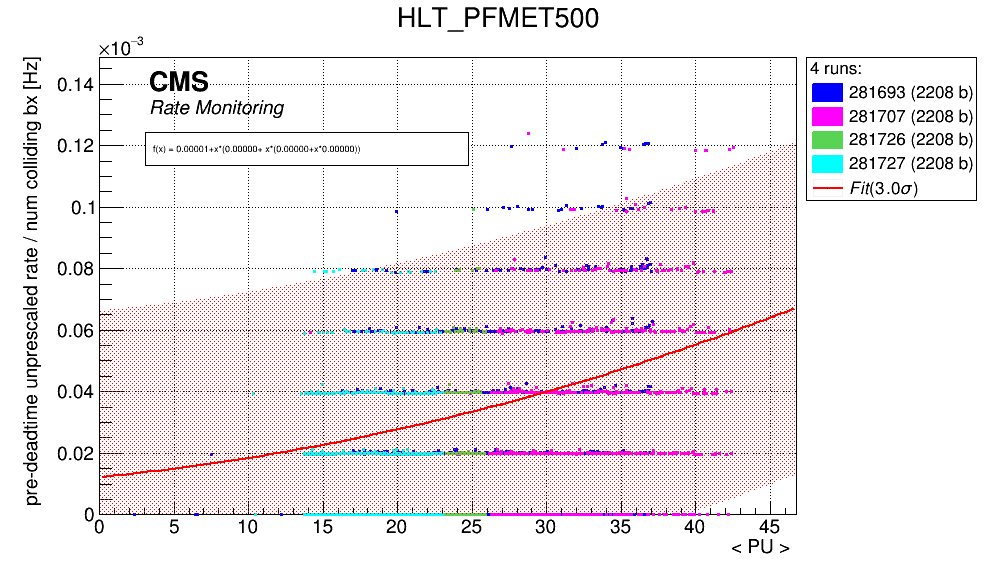 HLT_PFMET500
×10⁻³
CMS
Rate Monitoring
f(x) = 0.00001+x*(0.00000+ x*(0.00000+x*0.00000))
pre-deadtime unprescaled rate / num colliding bx [Hz]
0.14
0.12
0.1
0.08
0.06
0.04
0.02
0
0 5 10 15 20 25 30 35 40 45
< PU >
4 runs:
281693 (2208 b)
281707 (2208 b)
281726 (2208 b)
281727 (2208 b)
Fit(3.0σ)